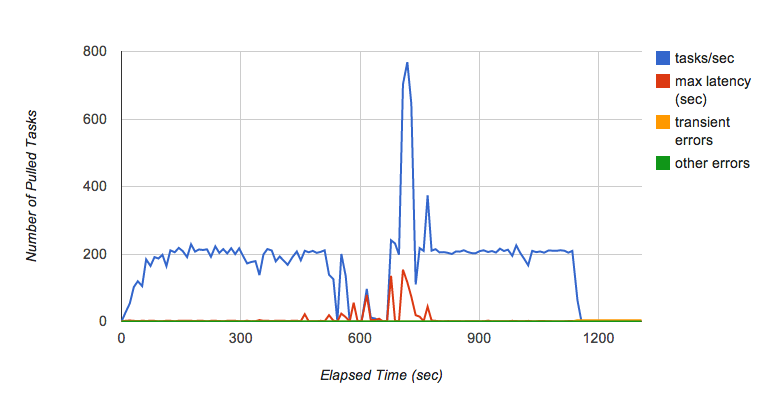 800
600
400
200
0
0
300
600
900
1200
Number of Pulled Tasks
Elapsed Time (sec)
tasks/sec
max latency
(sec)
transient
errors
other errors